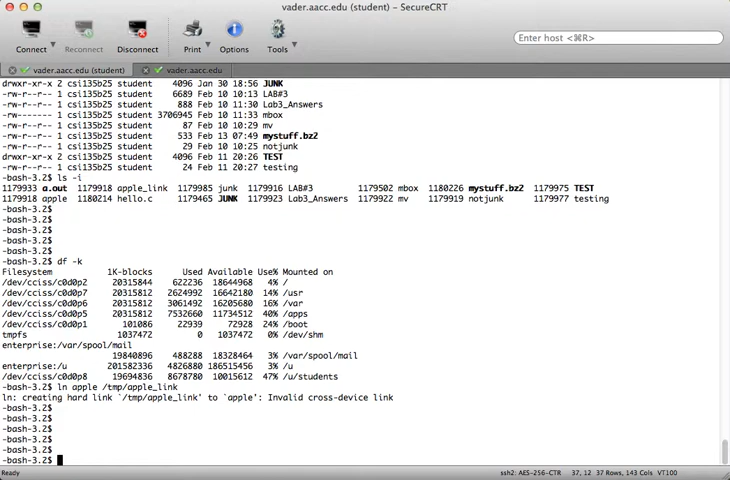 vader.aacc.edu (student) – SecureCRT
Connect Reconnect Disconnect Print Options Tools
Enter host <⌘R>
vader.aacc.edu (student) vader.aacc.edu
drwxr-xr-x 2 csi135b25 student 4096 Jan 30 18:56 JUNK
-rw-r--r-- 1 csi135b25 student 6689 Feb 10 10:13 LAB#3
-rw-r--r-- 1 csi135b25 student 888 Feb 10 11:30 Lab3_Answers
-rw------- 1 csi135b25 student 3706945 Feb 10 11:33 mbox
-rw-r--r-- 1 csi135b25 student 87 Feb 10 10:29 mv
-rw-r--r-- 1 csi135b25 student 533 Feb 13 07:49 mystuff.bz2
-rw-r--r-- 1 csi135b25 student 29 Feb 10 10:25 notjunk
drwxr-xr-x 2 csi135b25 student 4096 Feb 11 20:26 TEST
-rw-r--r-- 1 csi135b25 student 24 Feb 11 20:27 testing
-bash-3.2$ ls -i
1179933 a.out 1179918 apple_link 1179985 junk 1179916 LAB#3 1179502 mbox 1180226 mystuff.bz2 1179975 TEST
1179918 apple 1180214 hello.c 1179465 JUNK 1179923 Lab3_Answers 1179922 mv 1179919 notjunk 1179977 testing
-bash-3.2$
-bash-3.2$
-bash-3.2$
-bash-3.2$
-bash-3.2$ df -k
Filesystem 1K-blocks Used Available Use% Mounted on
/dev/cciss/c0d0p2 20315844 622236 18644968 4% /
/dev/cciss/c0d0p7 20315812 2624992 16642180 14% /usr
/dev/cciss/c0d0p6 20315812 3061492 16205680 16% /var
/dev/cciss/c0d0p5 20315812 7532660 11734512 40% /apps
/dev/cciss/c0d0p1 101086 22939 72928 24% /boot
tmpfs 1037472 0 1037472 0% /dev/shm
enterprise:/var/spool/mail
19840896 488288 18328464 3% /var/spool/mail
enterprise:/u 201582336 4826880 186515456 3% /u
/dev/cciss/c0d0p8 19694836 8678780 10015612 47% /u/students
-bash-3.2$ ln apple /tmp/apple_link
ln: creating hard link `/tmp/apple_link' to `apple': Invalid cross-device link
-bash-3.2$
-bash-3.2$
-bash-3.2$
-bash-3.2$
-bash-3.2$
-bash-3.2$
Ready ssh2: AES-256-CTR 37, 12 37 Rows, 143 Cols VT100